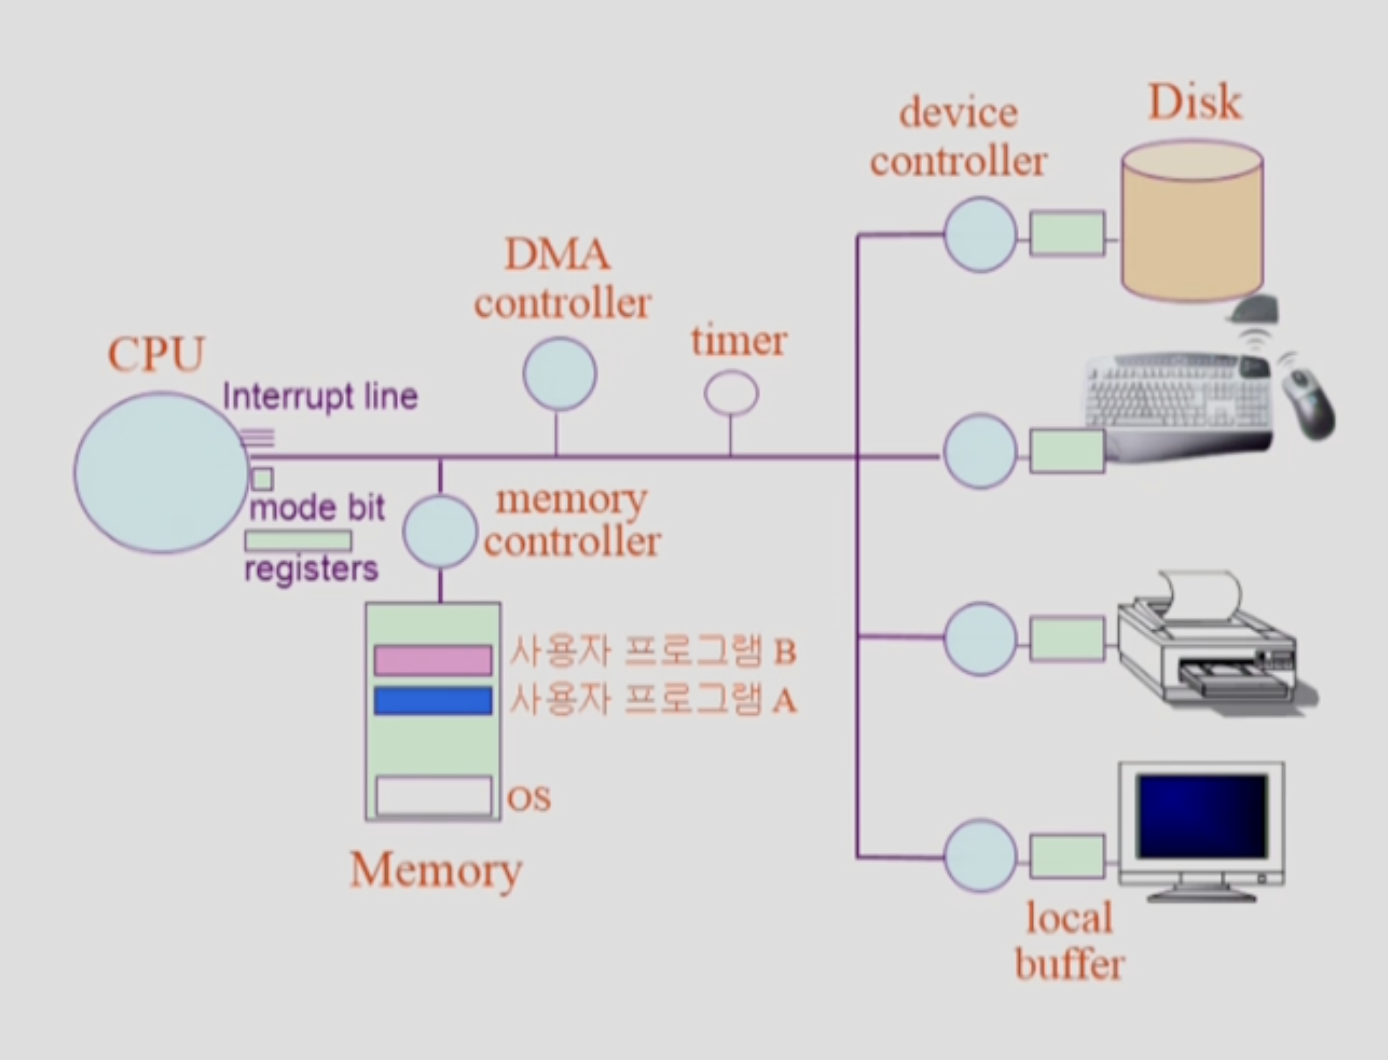 device
controller
Disk
DMA
controller
timer
CPU
Interrupt line
mode bit
registers
memory
controller
사용자 프로그램 B
사용자 프로그램 A
OS
Memory
local
buffer